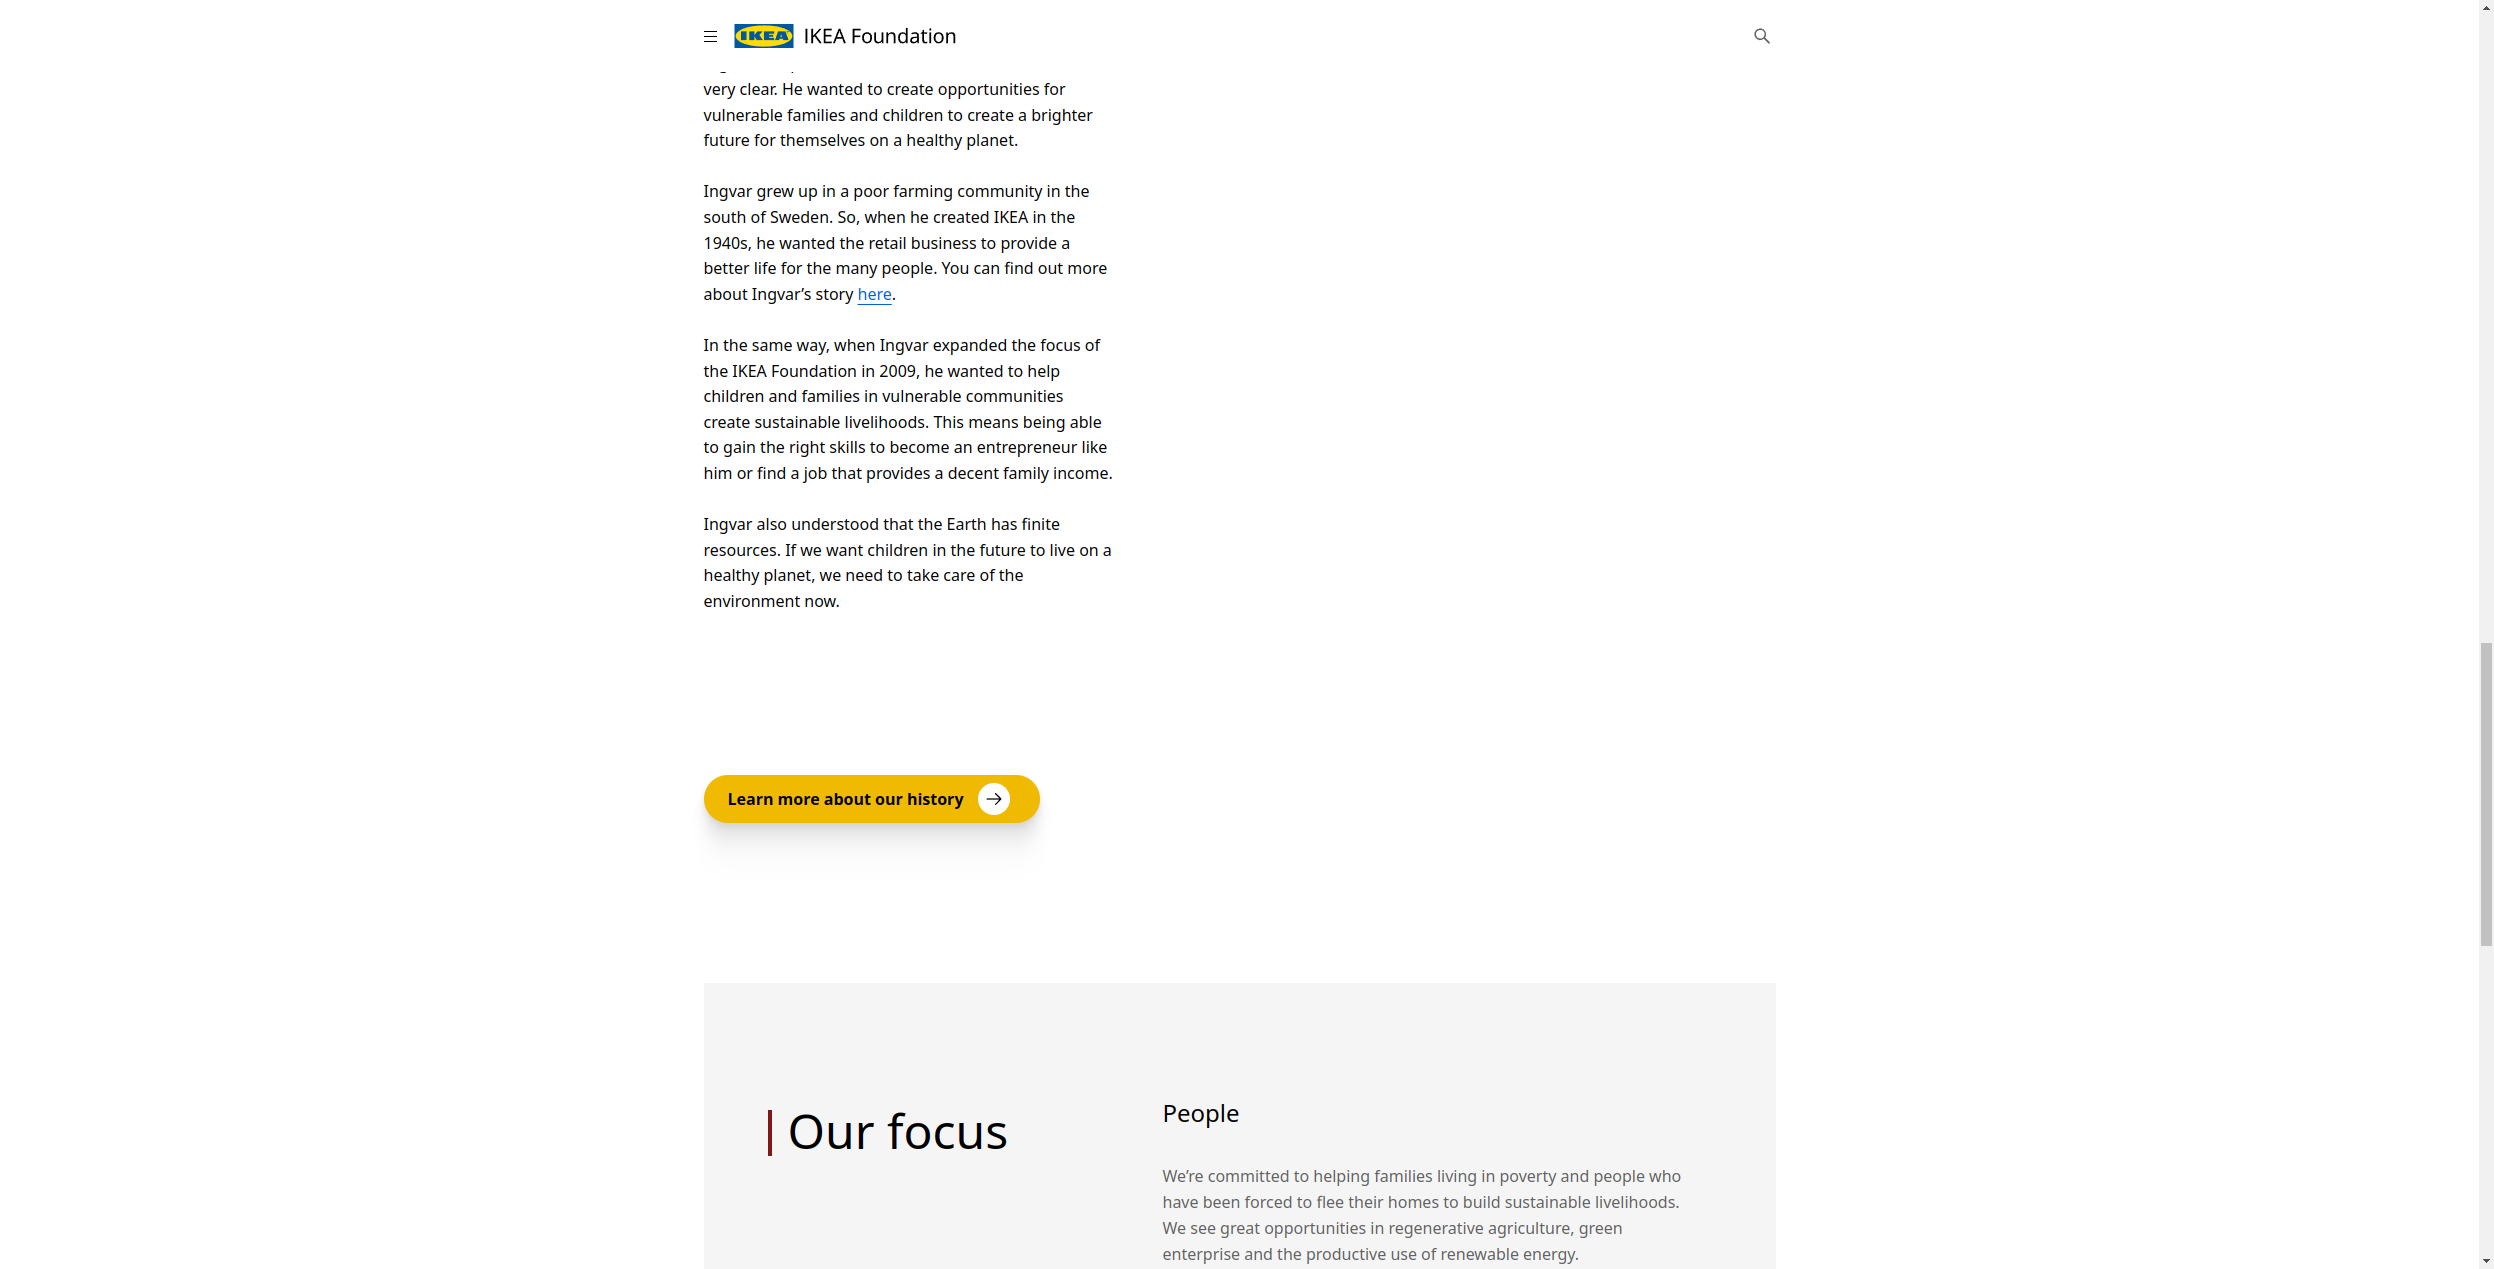 IKEA IKEA Foundation
very clear. He wanted to create opportunities for
vulnerable families and children to create a brighter
future for themselves on a healthy planet.
Ingvar grew up in a poor farming community in the
south of Sweden. So, when he created IKEA in the
1940s, he wanted the retail business to provide a
better life for the many people. You can find out more
about Ingvar’s story here.
In the same way, when Ingvar expanded the focus of
the IKEA Foundation in 2009, he wanted to help
children and families in vulnerable communities
create sustainable livelihoods. This means being able
to gain the right skills to become an entrepreneur like
him or find a job that provides a decent family income.
Ingvar also understood that the Earth has finite
resources. If we want children in the future to live on a
healthy planet, we need to take care of the
environment now.
Learn more about our history
Our focus
People
We’re committed to helping families living in poverty and people who
have been forced to flee their homes to build sustainable livelihoods.
We see great opportunities in regenerative agriculture, green
enterprise and the productive use of renewable energy.